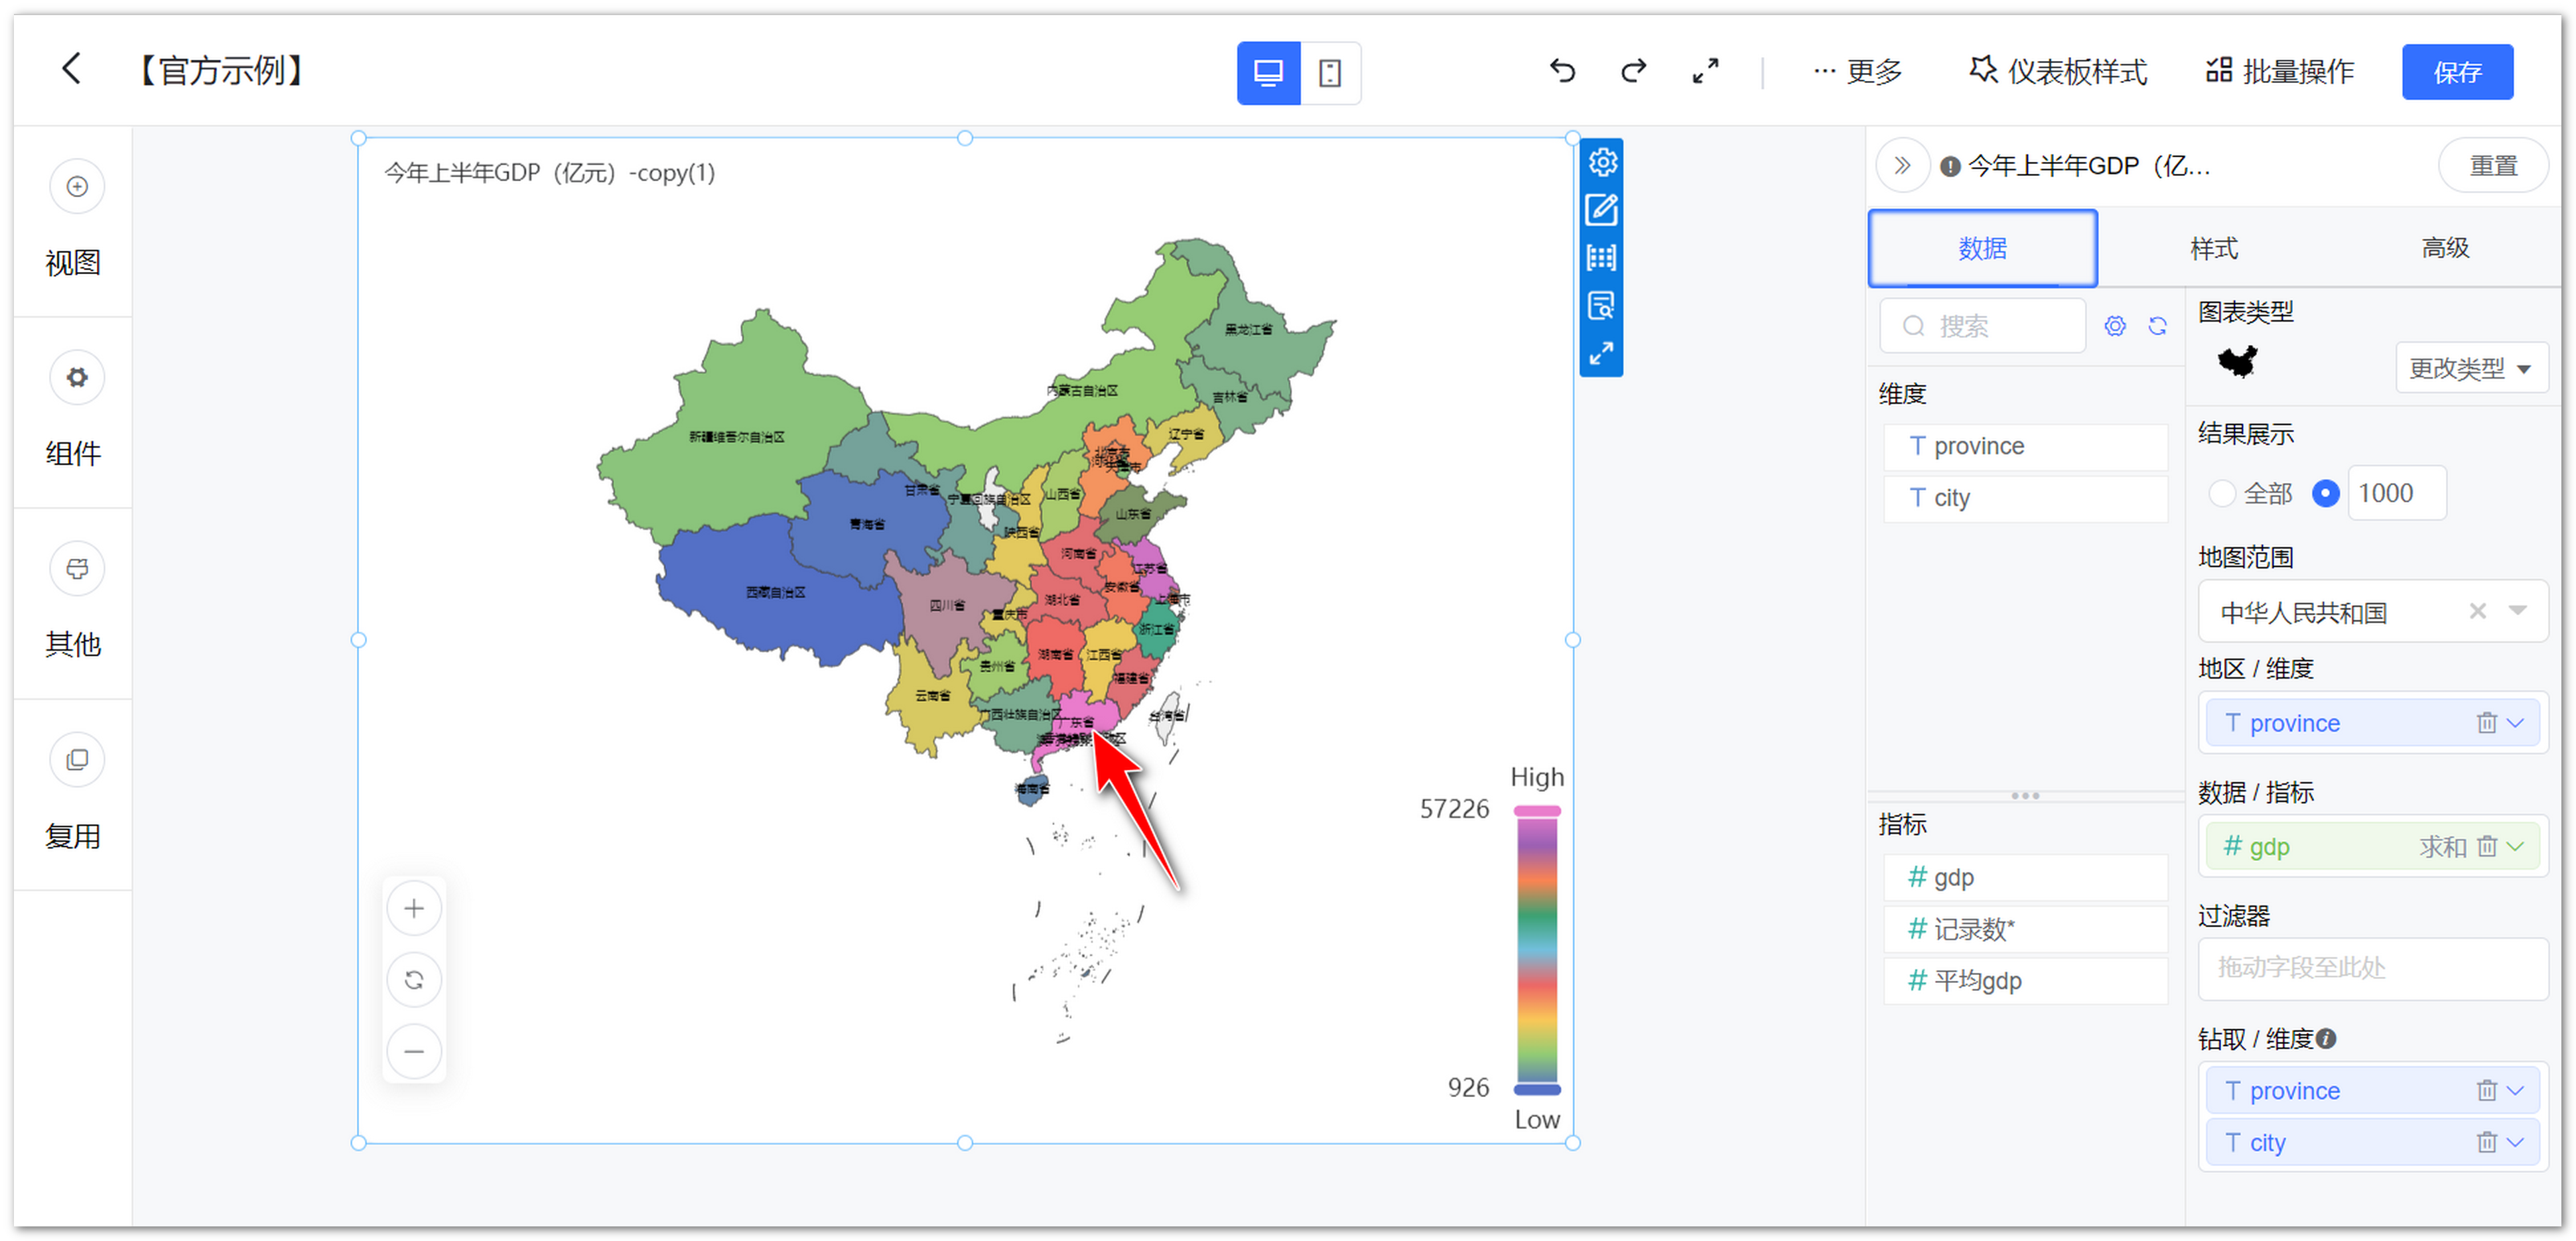 【官方示例】
更多
仪表板样式
批量操作
保存
视图
组件
其他
复用
今年上半年GDP（亿元）-copy(1)
黑龙江省
内蒙古自治区
吉林省
新疆维吾尔自治区
辽宁省
北京市
甘肃省
宁夏回族自治区
山西省
青海省
山东省
陕西省
河南省
江苏省
西藏自治区
安徽省
四川省
湖北省
上海市
重庆市
浙江省
湖南省
江西省
贵州省
福建省
云南省
广西壮族自治区
广东省
台湾省
海南省
High
57226
926
Low
今年上半年GDP（亿...
重置
数据
样式
高级
搜索
维度
T province
T city
指标
# gdp
# 记录数*
# 平均gdp
图表类型
更改类型
结果展示
全部
1000
地图范围
中华人民共和国
地区 / 维度
T province
数据 / 指标
# gdp
求和
过滤器
拖动字段至此处
钻取 / 维度
T province
T city